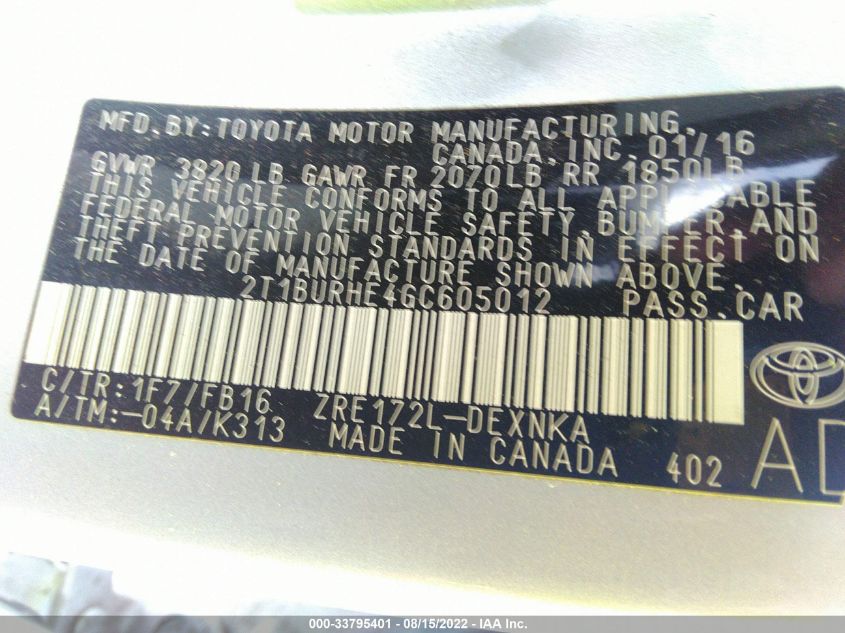 MFD.BY:TOYOTA MOTOR MANUFACTURING,
CANADA, INC. 01/16
GVWR 3820 LB GAWR FR 2070LB RR 1850LB
THIS VEHICLE CONFORMS TO ALL APPLICABLE
FEDERAL MOTOR VEHICLE SAFETY, BUMPER, AND
THEFT PREVENTION STANDARDS IN EFFECT ON
THE DATE OF MANUFACTURE SHOWN ABOVE.
2T1BURHE4GC605012 PASS.CAR
C/TR:1F7/FB16 ZRE172L-DEXNKA
A/TM:-04A/K313 MADE IN CANADA 402
AD
000-33795401 - 08/15/2022 - IAA Inc.